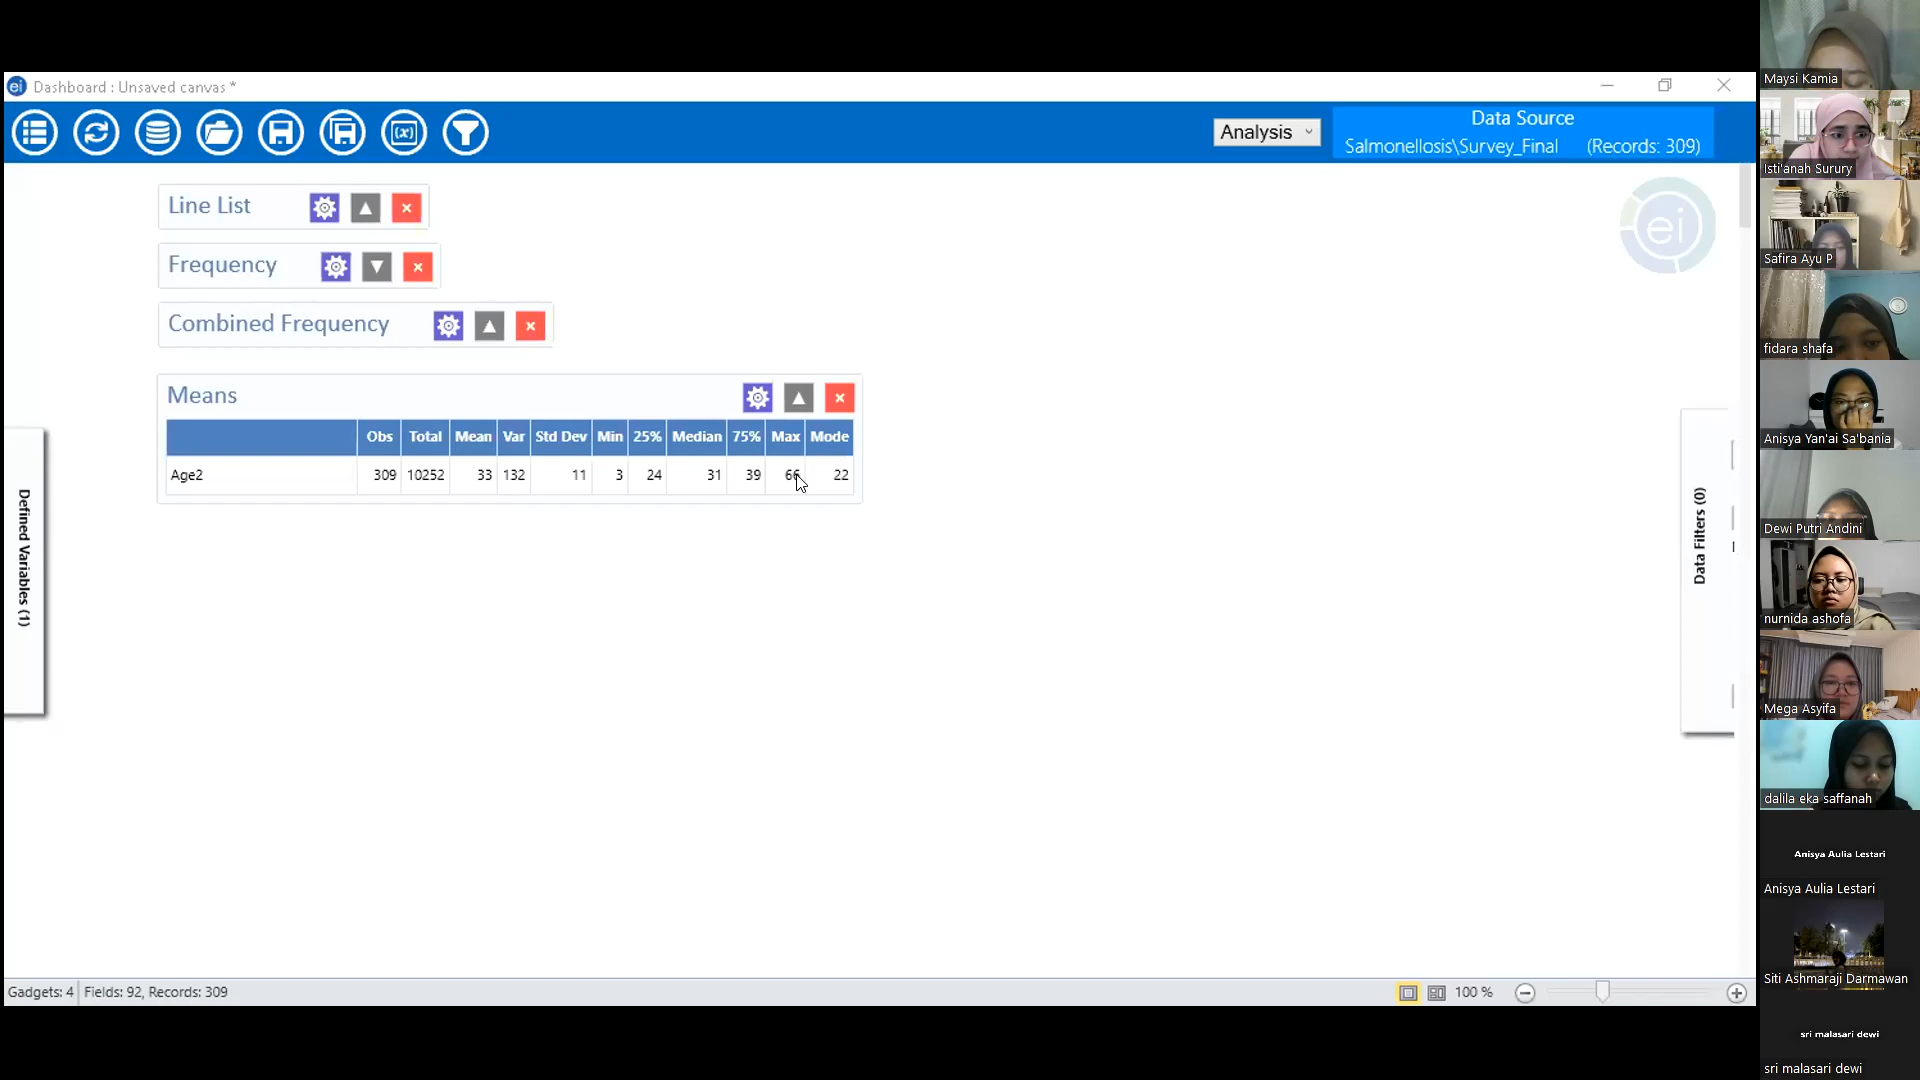 ei Dashboard : Unsaved canvas *
Analysis
Data Source
Salmonellosis\Survey_Final (Records: 309)
Line List
Frequency
Combined Frequency
ei
Means
Obs Total Mean Var Std Dev Min 25% Median 75% Max Mode
Age2 309 10252 33 132 11 3 24 31 39 66 22
Defined Variables (1)
Data Filters (0)
Gadgets: 4 Fields: 92, Records: 309
100 %
Maysi Kamia
Isti'anah Surury
Safira Ayu P
fidara shafa
Anisya Yan'ai Sa'bania
Dewi Putri Andini
nurnida ashofa
Mega Asyifa
dalila eka saffanah
Anisya Aulia Lestari
Anisya Aulia Lestari
Siti Ashmaraji Darmawan
sri malasari dewi
sri malasari dewi